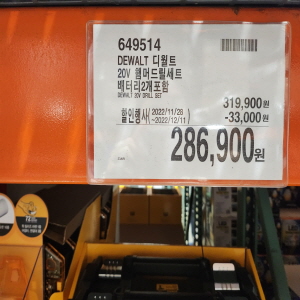 649514
DEWALT 디월트
20V 햄머드릴세트
배터리2개포함
DEWALT 20V DRILL SET
319,900원
할인행사(2022/11/28
~2022/12/11)
-33,000원
286,900원